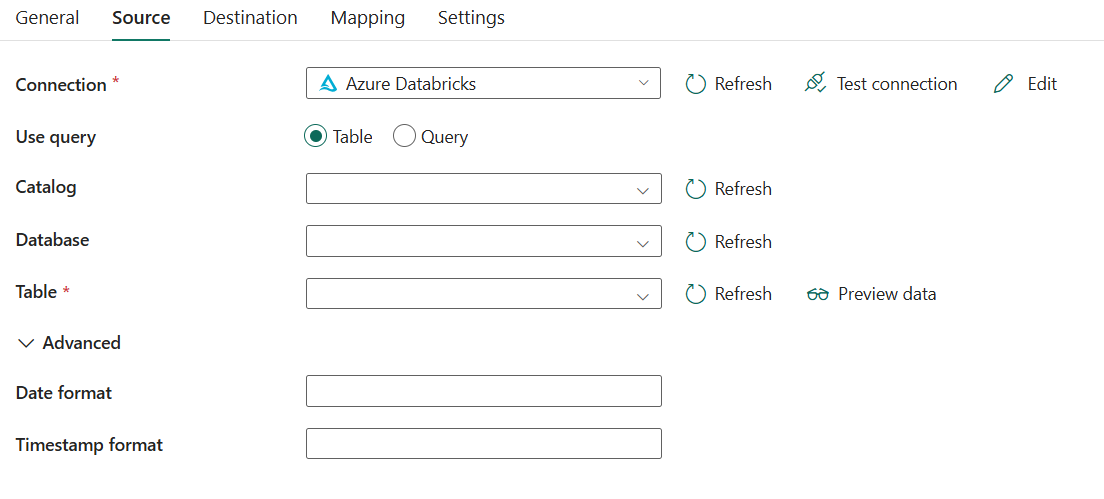 General Source Destination Mapping Settings
Connection * Azure Databricks Refresh Test connection Edit
Use query Table Query
Catalog Refresh
Database Refresh
Table * Refresh Preview data
Advanced
Date format
Timestamp format